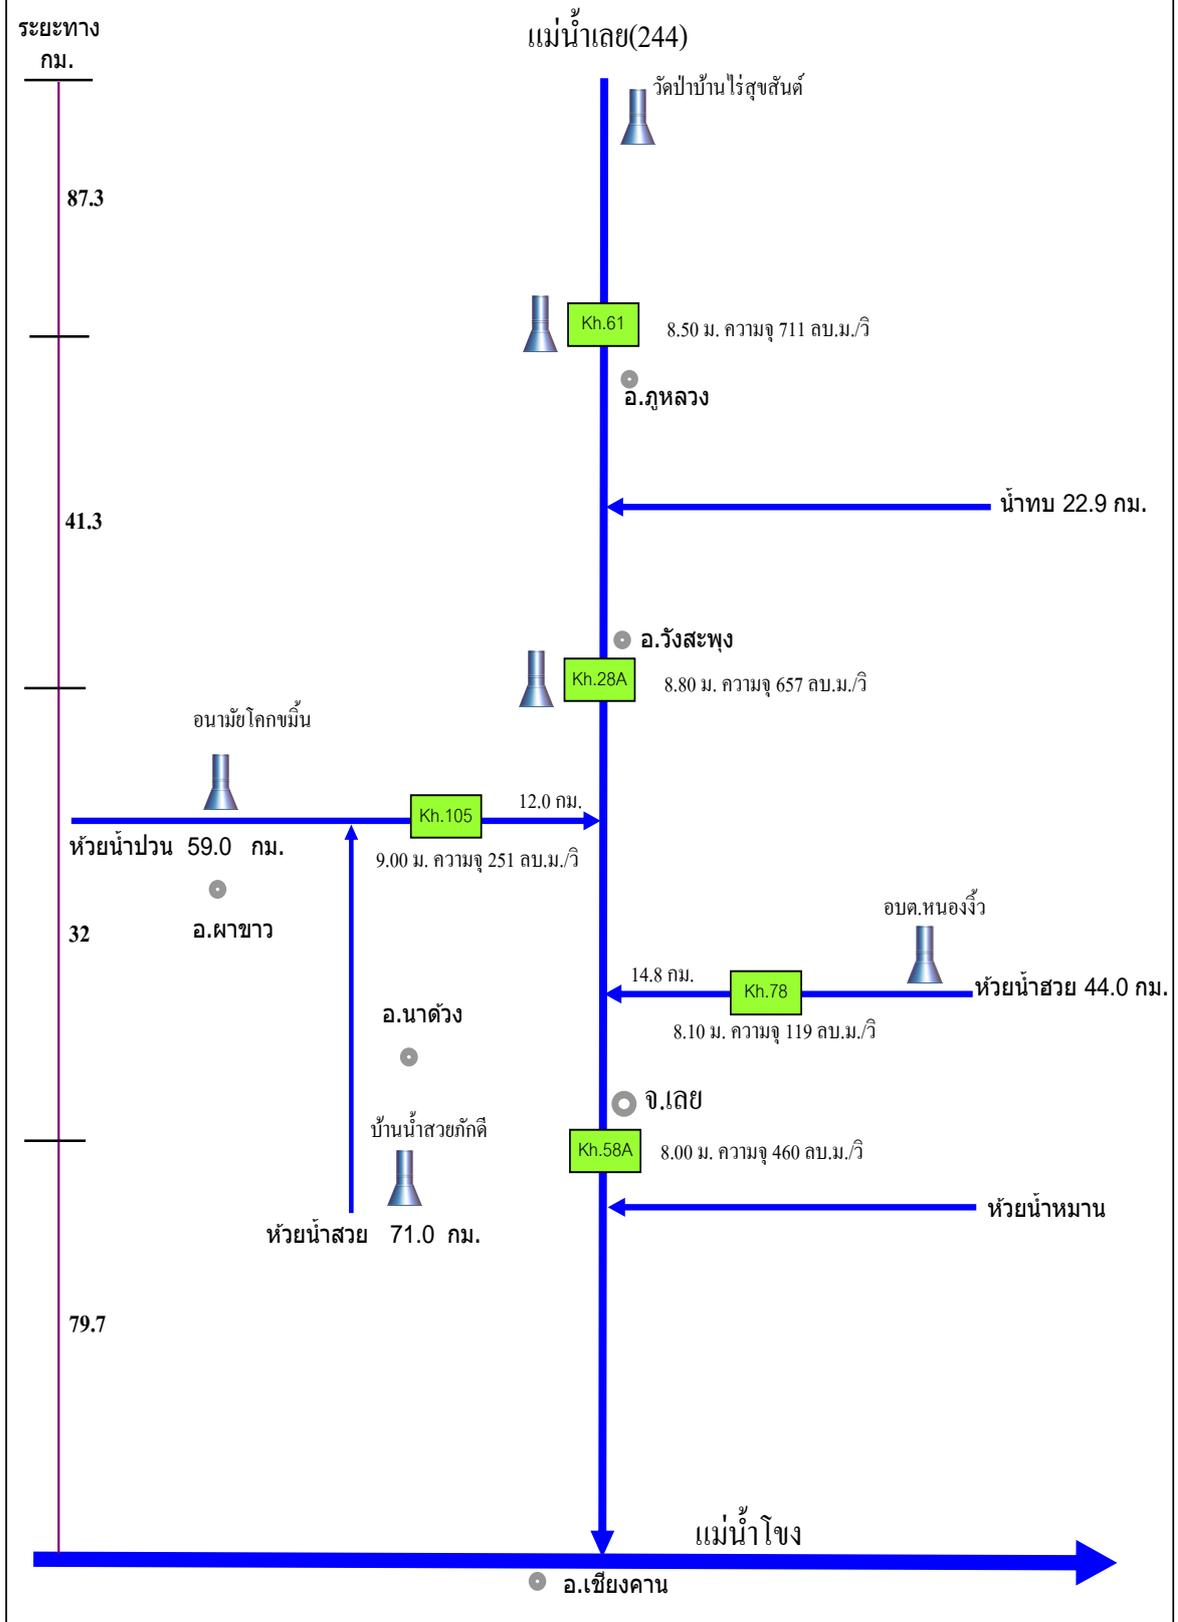 ระยะทาง
กม.
แม่น้ำเลย(244)
วัดป่าบ้านไร่สุขสันต์
87.3
Kh.61
8.50 ม. ความจุ 711 ลบ.ม./วิ
อ.ภูหลวง
41.3
น้ำทบ 22.9 กม.
อ.วังสะพุง
Kh.28A
8.80 ม. ความจุ 657 ลบ.ม./วิ
อนามัยโคกขมิ้น
Kh.105
12.0 กม.
ห้วยน้ำปวน 59.0 กม.
9.00 ม. ความจุ 251 ลบ.ม./วิ
อ.ผาขาว
32
อบต.หนองงิ้ว
14.8 กม.
Kh.78
ห้วยน้ำฮวย 44.0 กม.
8.10 ม. ความจุ 119 ลบ.ม./วิ
อ.นาด้วง
จ.เลย
บ้านน้ำสวยภักดี
Kh.58A
8.00 ม. ความจุ 460 ลบ.ม./วิ
ห้วยน้ำหมาน
ห้วยน้ำสวย 71.0 กม.
79.7
แม่น้ำโขง
อ.เชียงคาน